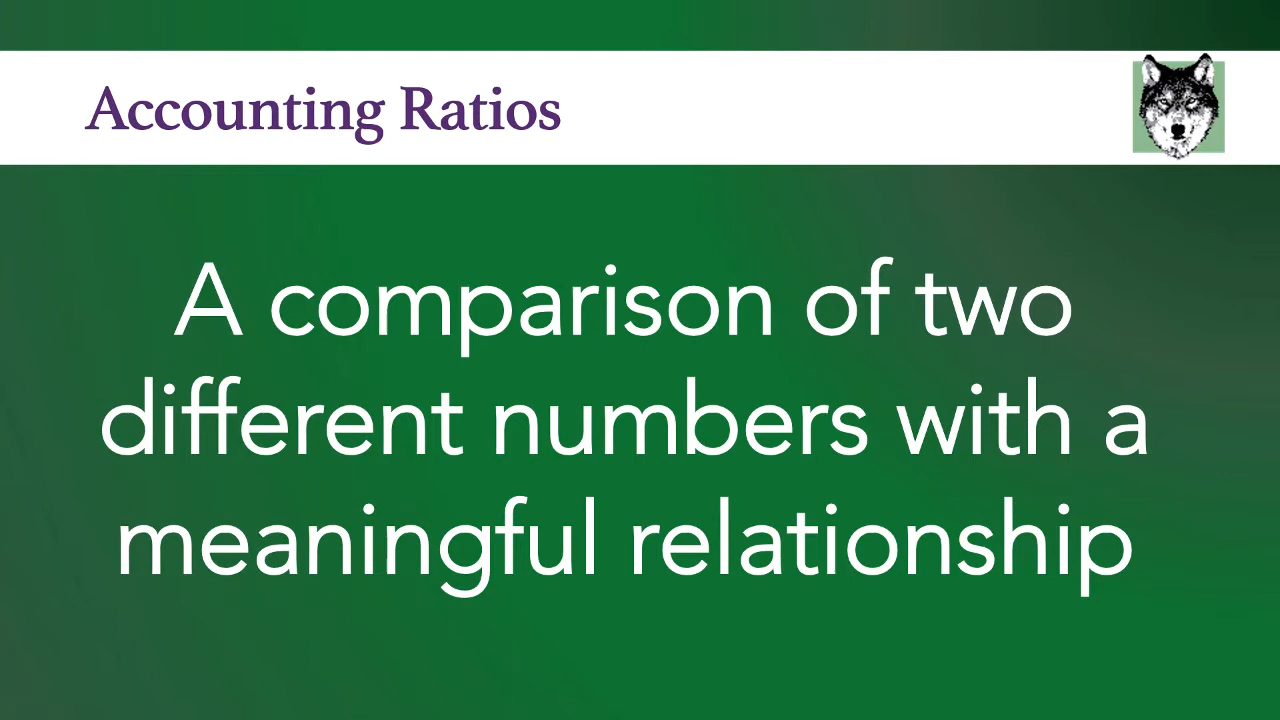 Accounting Ratios
A comparison of two
different numbers with a
meaningful relationship